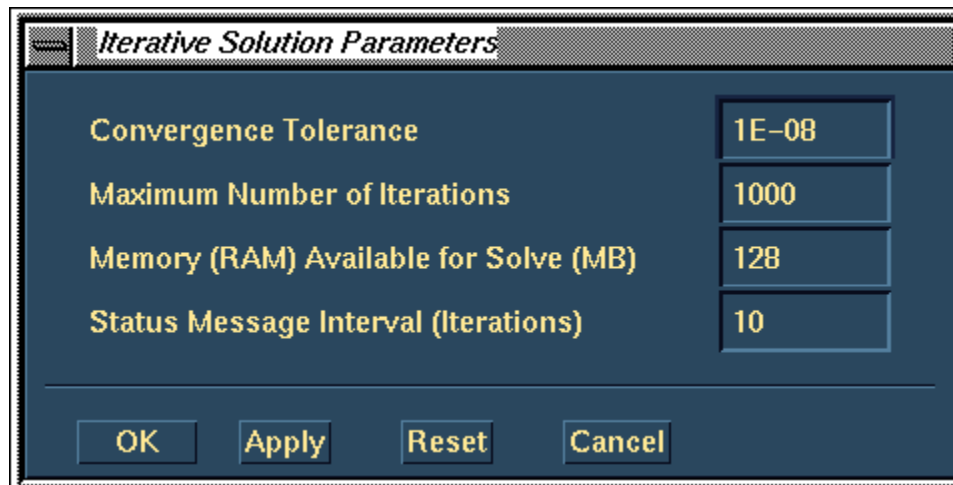 Iterative Solution Parameters
Convergence Tolerance 1E-08
Maximum Number of Iterations 1000
Memory (RAM) Available for Solve (MB) 128
Status Message Interval (Iterations) 10
OK Apply Reset Cancel